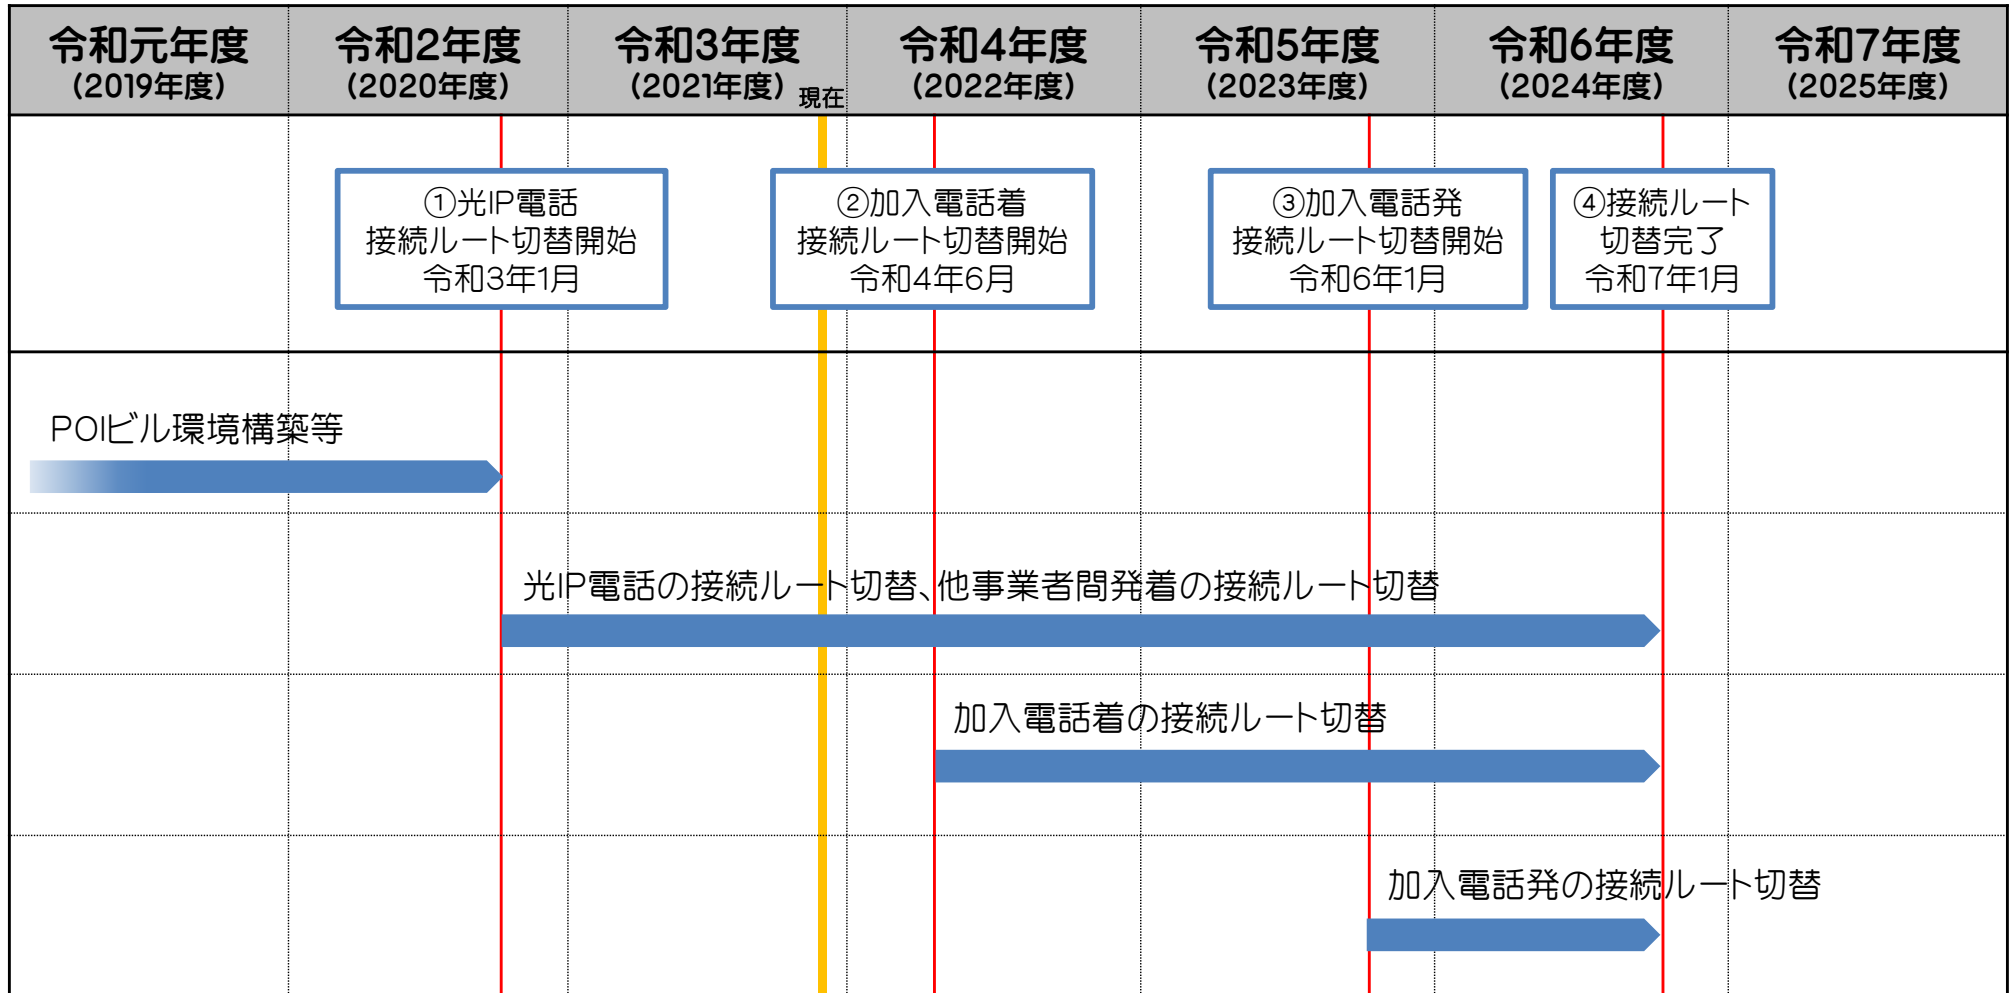 令和元年度
(2019年度)
令和2年度
(2020年度)
令和3年度
(2021年度)
現在
令和4年度
(2022年度)
令和5年度
(2023年度)
令和6年度
(2024年度)
令和7年度
(2025年度)
①光IP電話
接続ルート切替開始
令和3年1月
②加入電話着
接続ルート切替開始
令和4年6月
③加入電話発
接続ルート切替開始
令和6年1月
④接続ルート
切替完了
令和7年1月
POIビル環境構築等
光IP電話の接続ルート切替、他事業者間発着の接続ルート切替
加入電話着の接続ルート切替
加入電話発の接続ルート切替